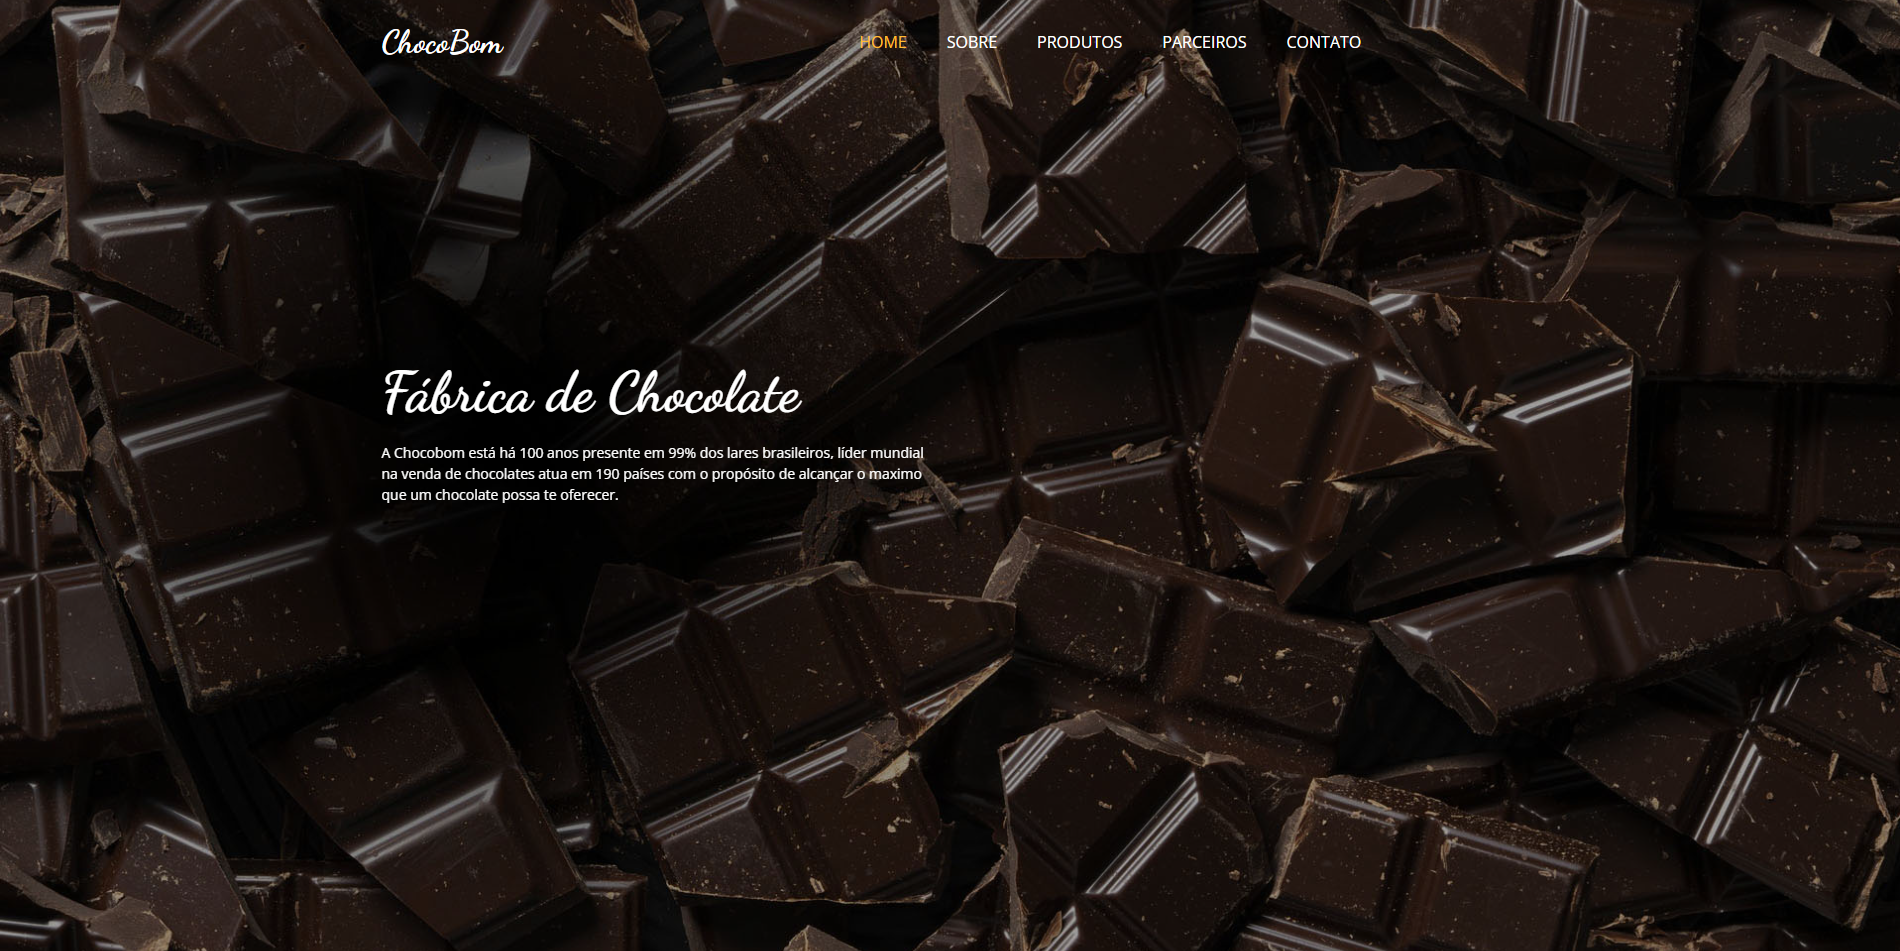 ChocoBom
HOME SOBRE PRODUTOS PARCEIROS CONTATO
Fábrica de Chocolate
A Chocobom está há 100 anos presente em 99% dos lares brasileiros, líder mundial
na venda de chocolates atua em 190 países com o propósito de alcançar o maximo
que um chocolate possa te oferecer.